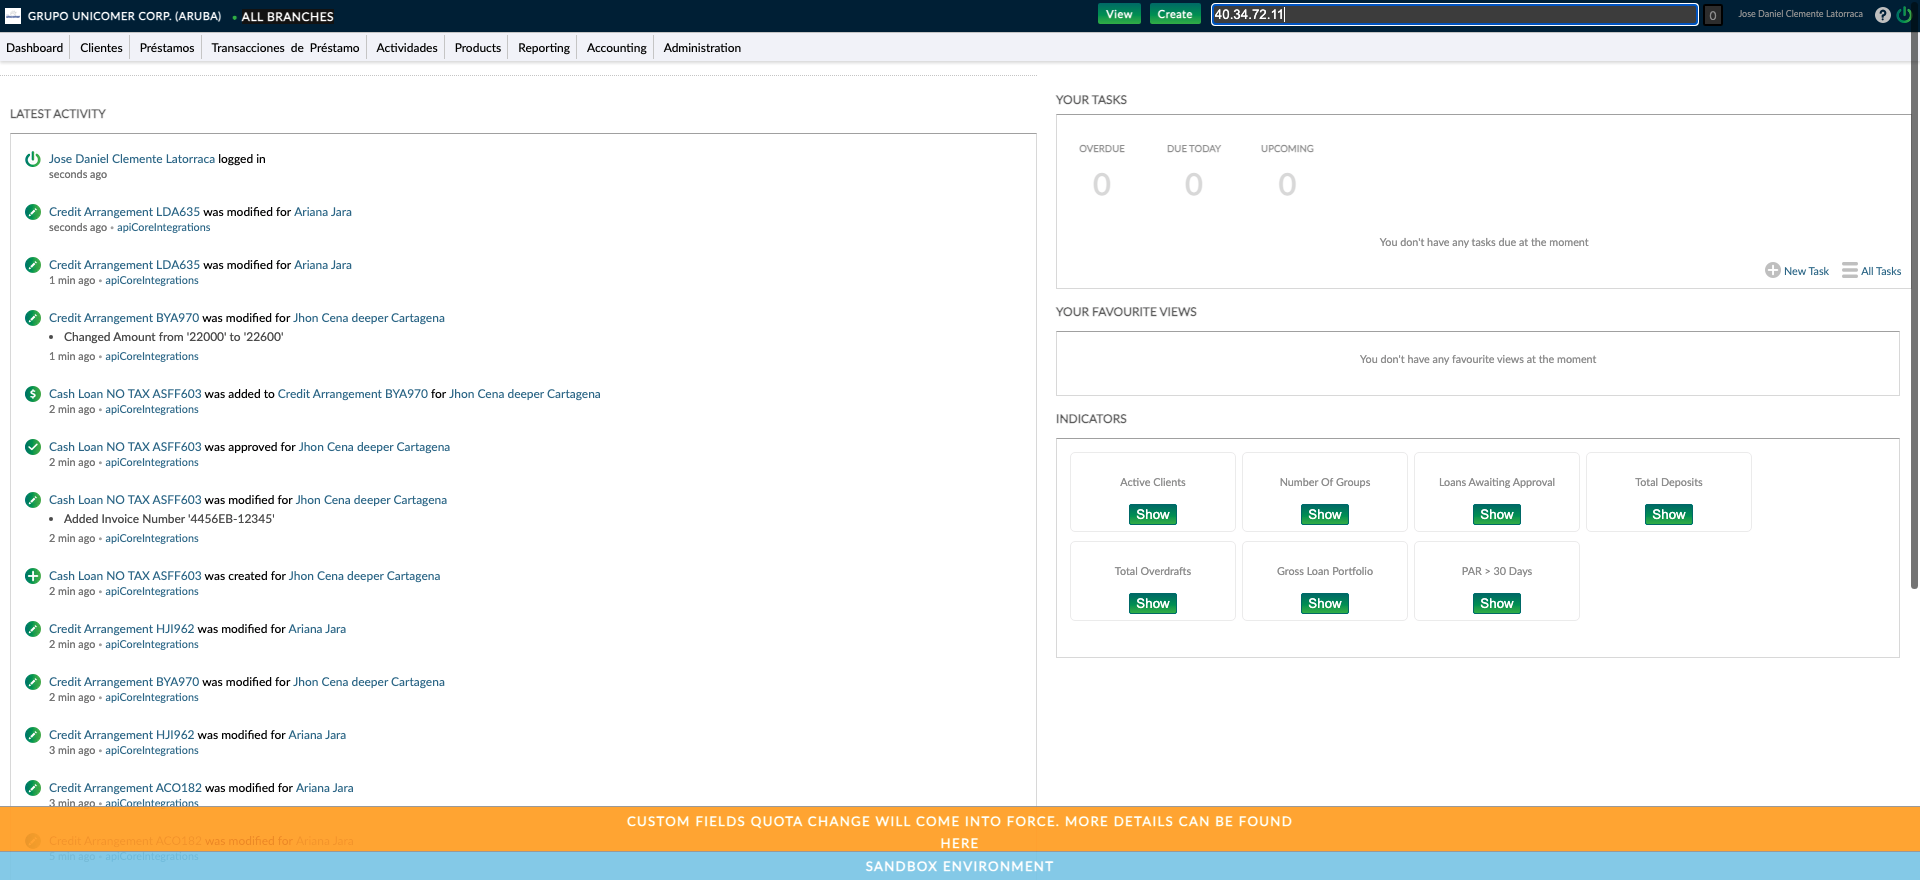 GRUPO UNICOMER CORP. (ARUBA) • ALL BRANCHES
View Create 40.34.72.11 0 Jose Daniel Clemente Latorraca ?
Dashboard Clientes Préstamos Transacciones de Préstamo Actividades Products Reporting Accounting Administration
LATEST ACTIVITY
Jose Daniel Clemente Latorraca logged in
seconds ago
Credit Arrangement LDA635 was modified for Ariana Jara
seconds ago • apiCoreIntegrations
Credit Arrangement LDA635 was modified for Ariana Jara
1 min ago • apiCoreIntegrations
Credit Arrangement BYA970 was modified for Jhon Cena deeper Cartagena
• Changed Amount from '22000' to '22600'
1 min ago • apiCoreIntegrations
Cash Loan NO TAX ASFF603 was added to Credit Arrangement BYA970 for Jhon Cena deeper Cartagena
2 min ago • apiCoreIntegrations
Cash Loan NO TAX ASFF603 was approved for Jhon Cena deeper Cartagena
2 min ago • apiCoreIntegrations
Cash Loan NO TAX ASFF603 was modified for Jhon Cena deeper Cartagena
• Added Invoice Number '4456EB-12345'
2 min ago • apiCoreIntegrations
Cash Loan NO TAX ASFF603 was created for Jhon Cena deeper Cartagena
2 min ago • apiCoreIntegrations
Credit Arrangement HJI962 was modified for Ariana Jara
2 min ago • apiCoreIntegrations
Credit Arrangement BYA970 was modified for Jhon Cena deeper Cartagena
2 min ago • apiCoreIntegrations
Credit Arrangement HJI962 was modified for Ariana Jara
3 min ago • apiCoreIntegrations
Credit Arrangement ACO182 was modified for Ariana Jara
3 min ago • apiCoreIntegrations
Credit Arrangement ACO182 was modified for Ariana Jara
5 min ago • apiCoreIntegrations
YOUR TASKS
OVERDUE DUE TODAY UPCOMING
0 0 0
You don't have any tasks due at the moment
New Task All Tasks
YOUR FAVOURITE VIEWS
You don't have any favourite views at the moment
INDICATORS
Active Clients Number Of Groups Loans Awaiting Approval Total Deposits
Show Show Show Show
Total Overdrafts Gross Loan Portfolio PAR > 30 Days
Show Show Show
CUSTOM FIELDS QUOTA CHANGE WILL COME INTO FORCE. MORE DETAILS CAN BE FOUND
HERE
SANDBOX ENVIRONMENT